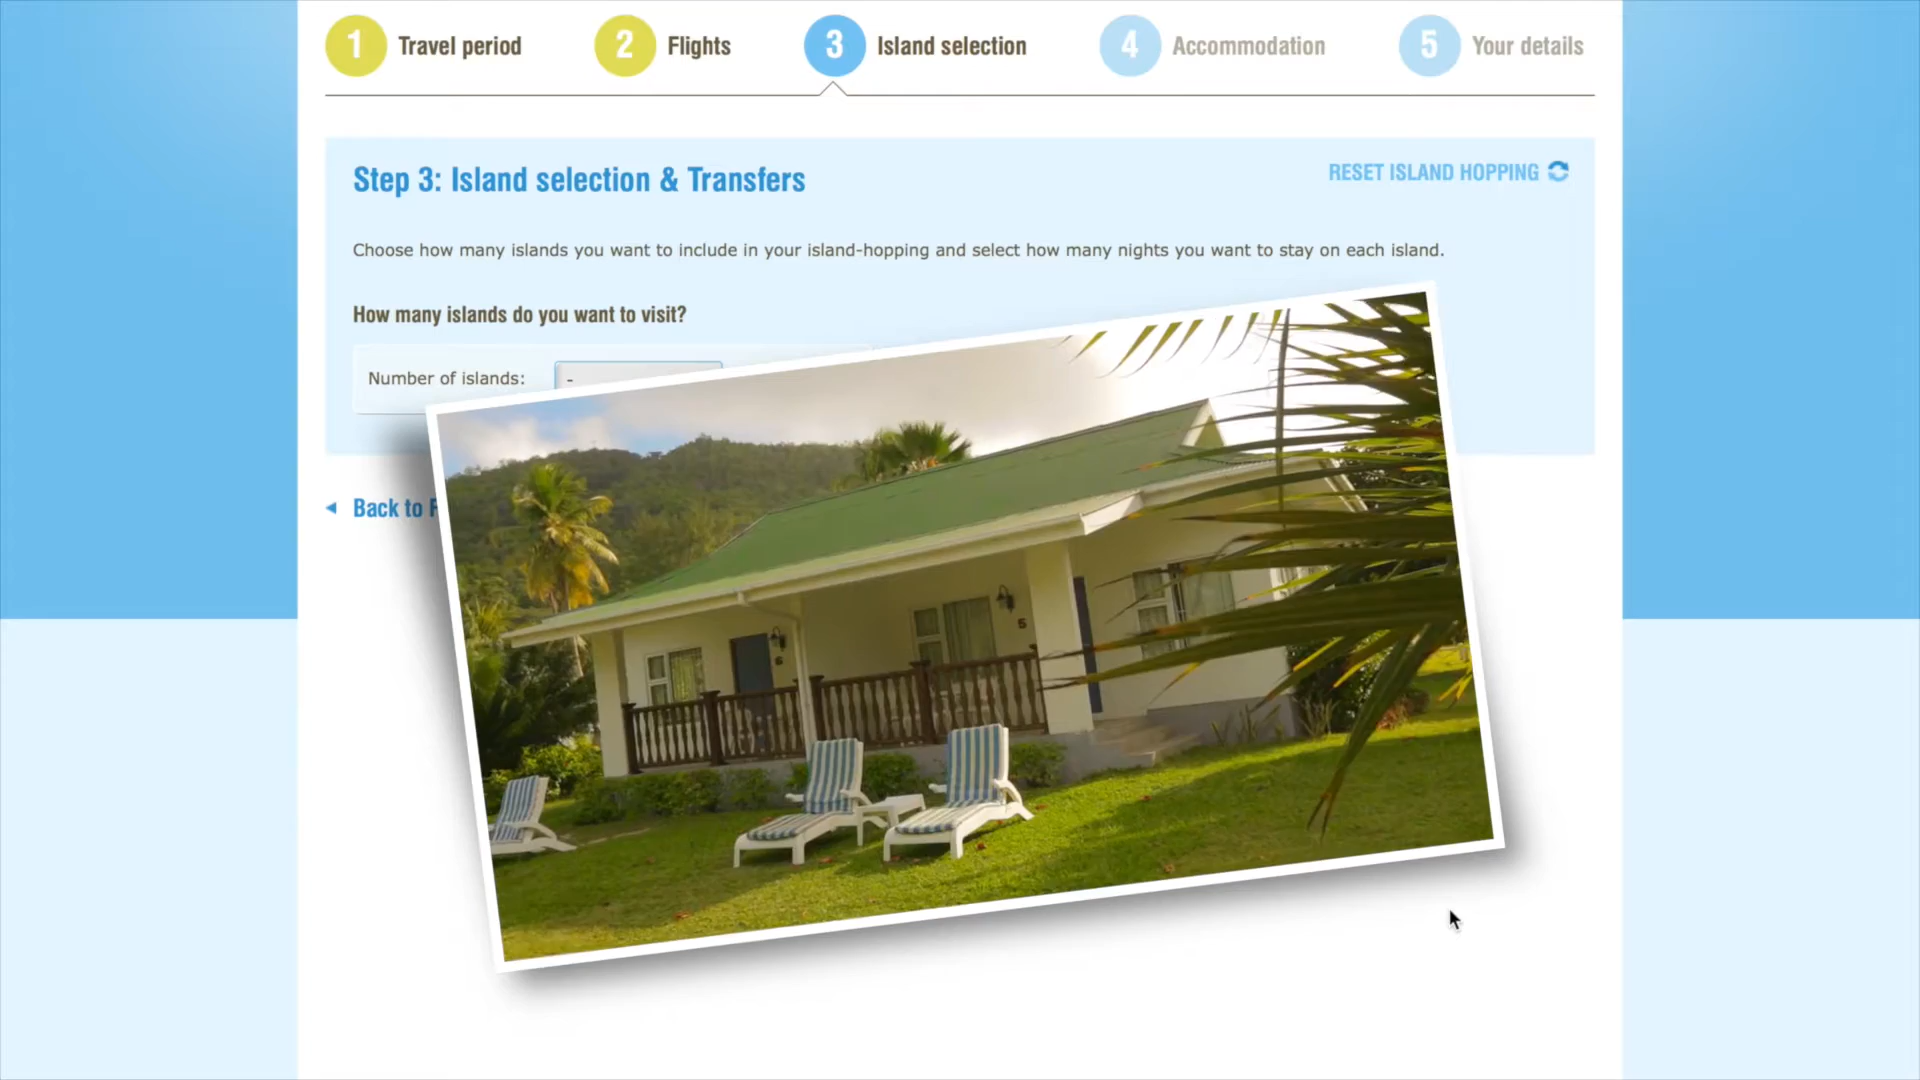 1 Travel period 2 Flights 3 Island selection 4 Accommodation 5 Your details
Step 3: Island selection & Transfers
RESET ISLAND HOPPING
Choose how many islands you want to include in your island-hopping and select how many nights you want to stay on each island.
How many islands do you want to visit?
Number of islands: -
Back to F
6
5